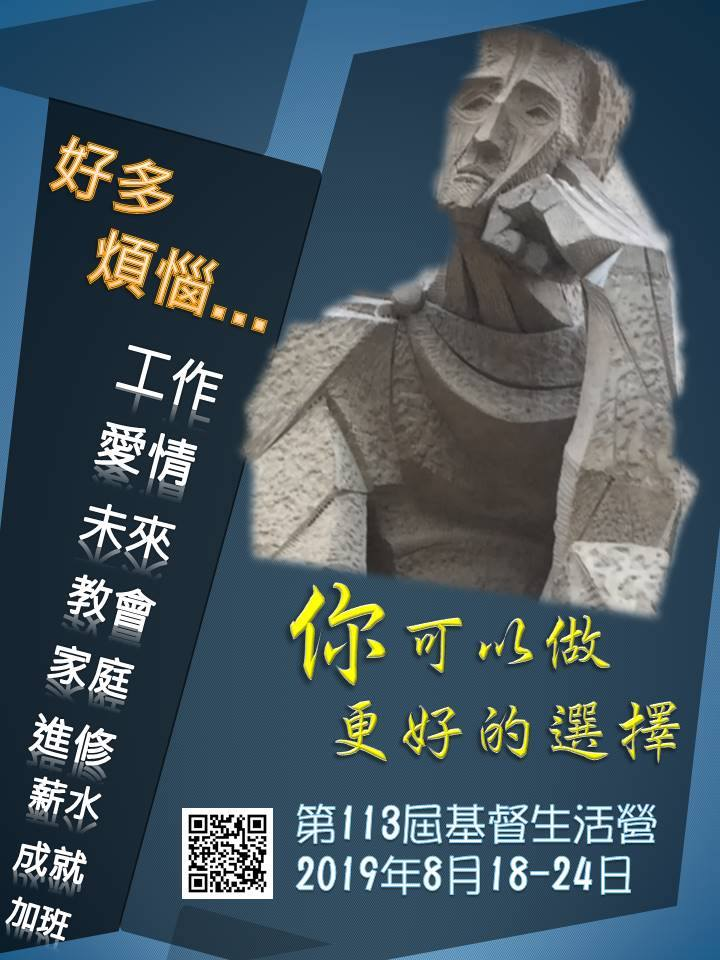 好多
煩惱...
工作
愛情
未來
教會
家庭
進修
薪水
成就
加班
你可以做
更好的選擇
第113屆基督生活營
2019年8月18-24日